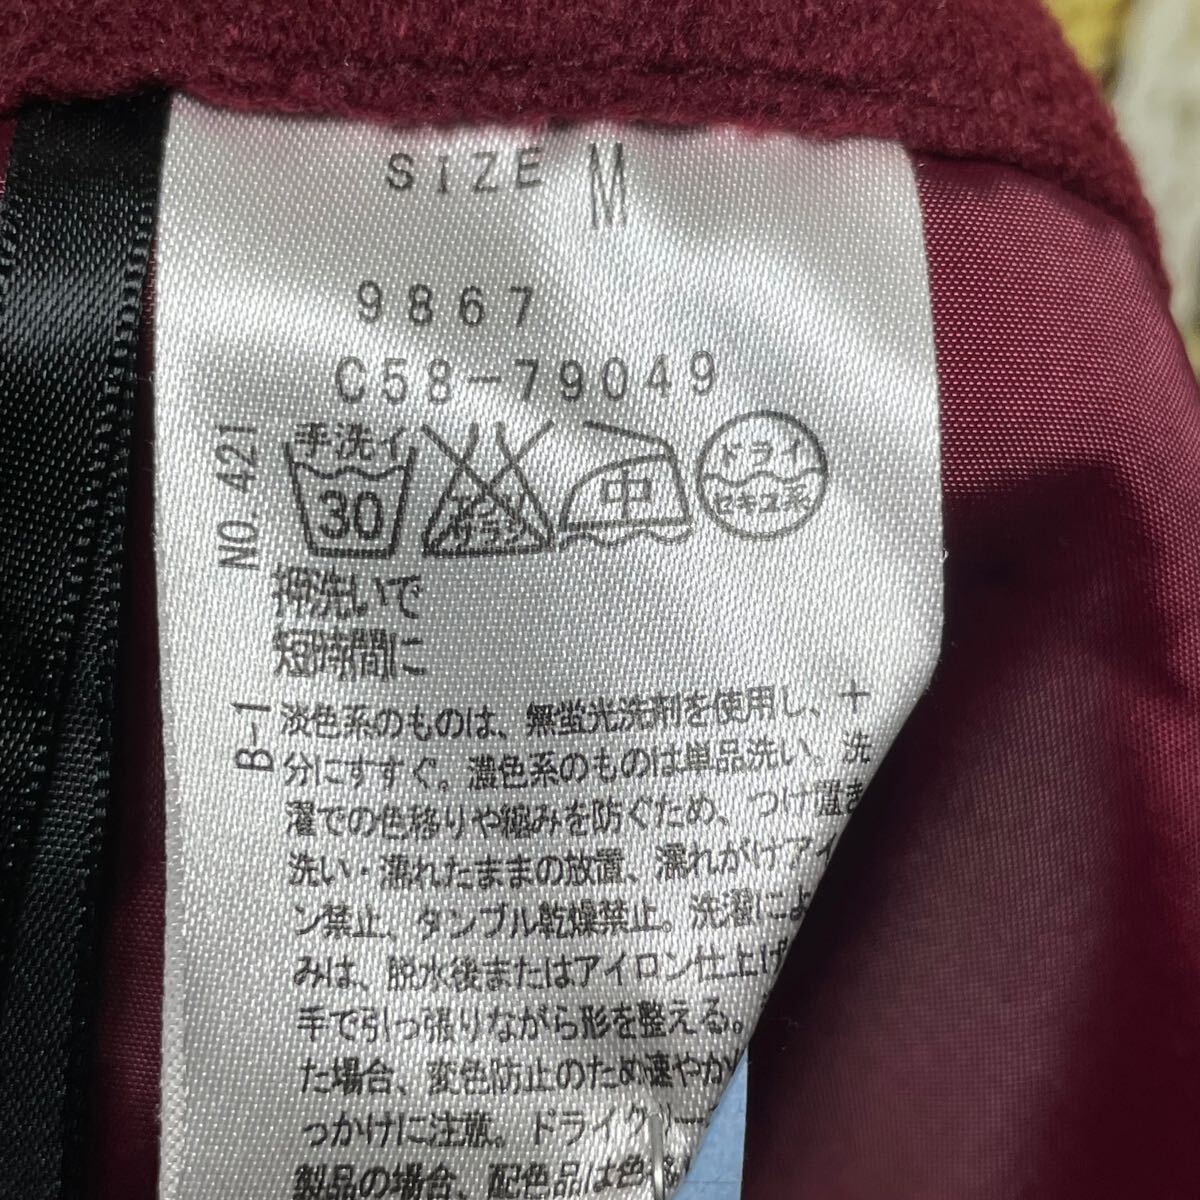 SIZE M
9867
C58-79049
NO.421
手洗イ
30
エンソ
サラシ
中
ドライ
セキユ系
押洗いで
短時間に
B-1
淡色系のものは、無蛍光洗剤を使用し、十
分にすすぐ。濃色系のものは単品洗い、洗
濯での色移りや縮みを防ぐため、つけ置き
洗い・濡れたままの放置、濡れがけアイ
ン禁止、タンブル乾燥禁止。洗濯によ
みは、脱水後またはアイロン仕上げ
手で引っ張りながら形を整える。
た場合、変色防止のため速やか
っかけに注意。ドライクリー
製品の場合、配色品は色